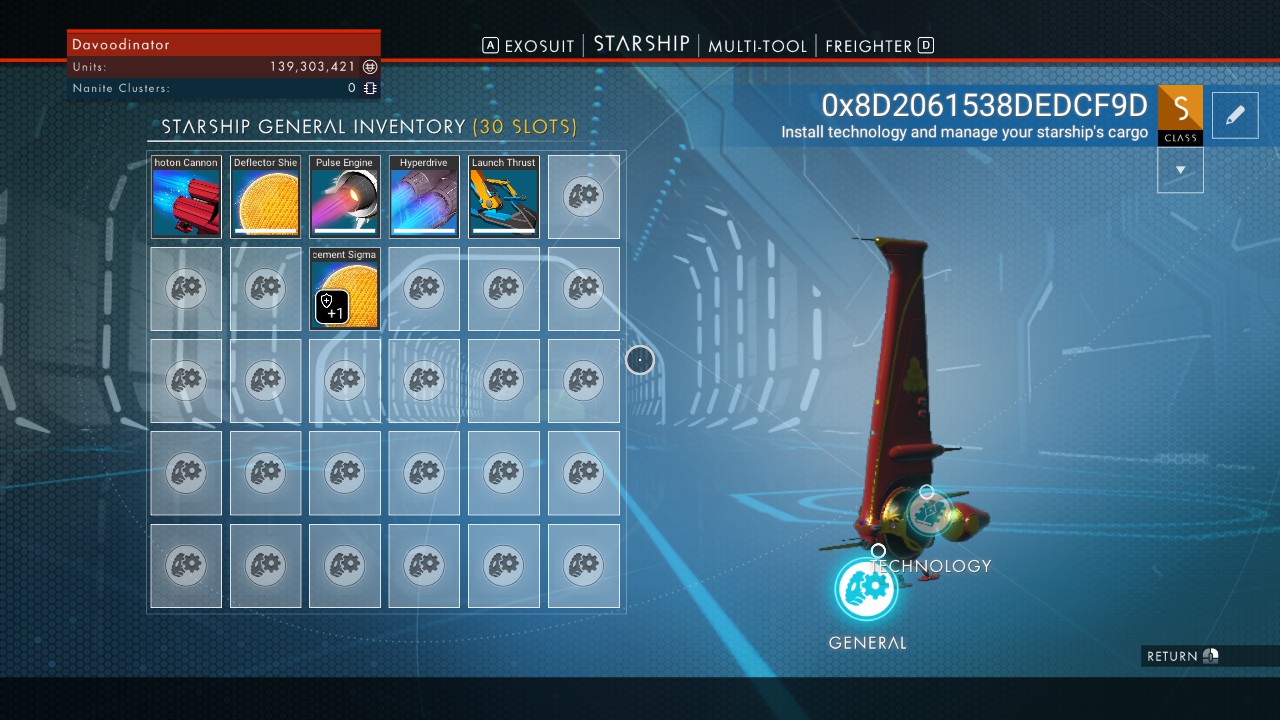 Davoodinator
Units: 139,303,421
Nanite Clusters: 0
A EXOSUIT STARSHIP MULTI-TOOL FREIGHTER D
0x8D2061538DEDCF9D
Install technology and manage your starship's cargo
S
CLASS
STARSHIP GENERAL INVENTORY (30 SLOTS)
hoton Cannon Deflector Shie Pulse Engine Hyperdrive Launch Thrust
cement Sigma
+1
TECHNOLOGY
GENERAL
RETURN